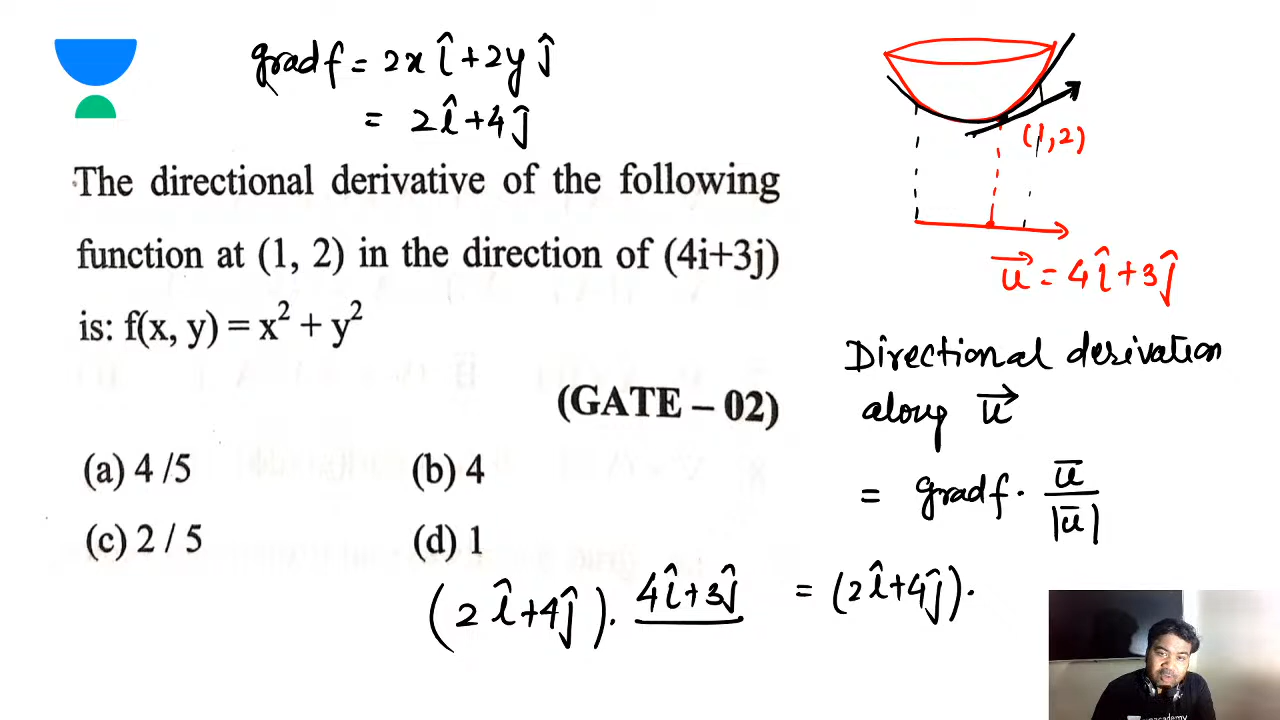 grad f = 2x î + 2y ĵ
= 2î + 4ĵ
The directional derivative of the following
function at (1, 2) in the direction of (4i+3j)
is: f(x, y) = x² + y²
(GATE – 02)
(a) 4 /5
(b) 4
(c) 2 / 5
(d) 1
(2î + 4ĵ) . 4î + 3ĵ
(1, 2)
u⃗ = 4î + 3ĵ
Directional derivation
along u⃗
= grad f . u̅ / |u̅|
= (2î + 4ĵ) .